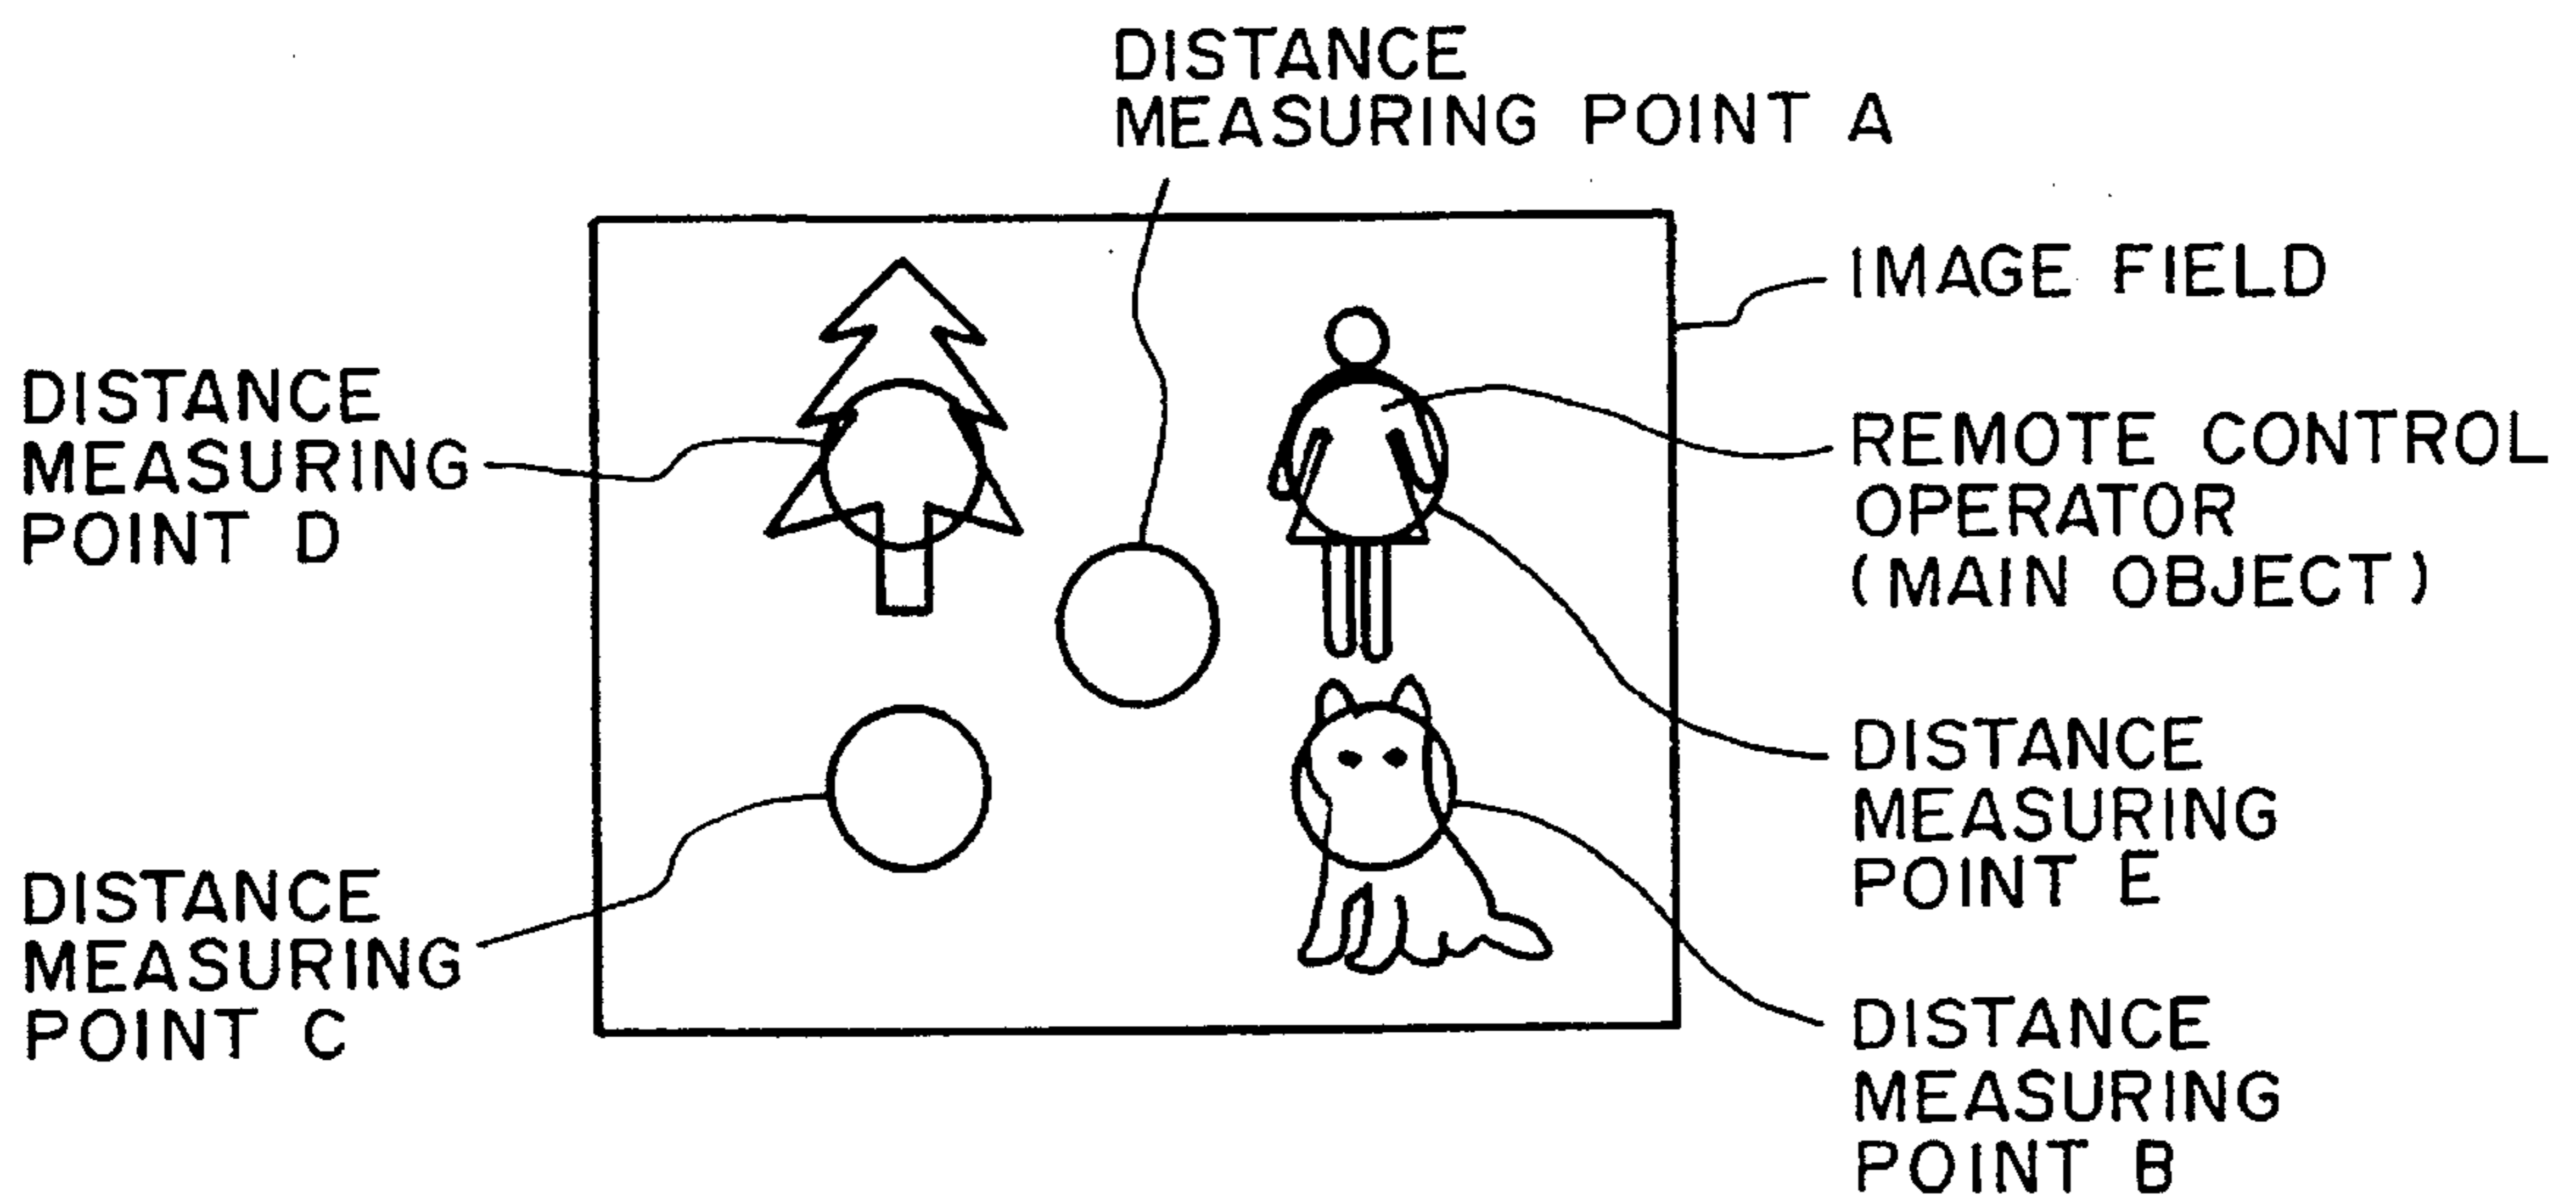 DISTANCE
MEASURING POINT A
IMAGE FIELD
DISTANCE
MEASURING
POINT D
REMOTE CONTROL
OPERATOR
(MAIN OBJECT)
DISTANCE
MEASURING
POINT E
DISTANCE
MEASURING
POINT C
DISTANCE
MEASURING
POINT B